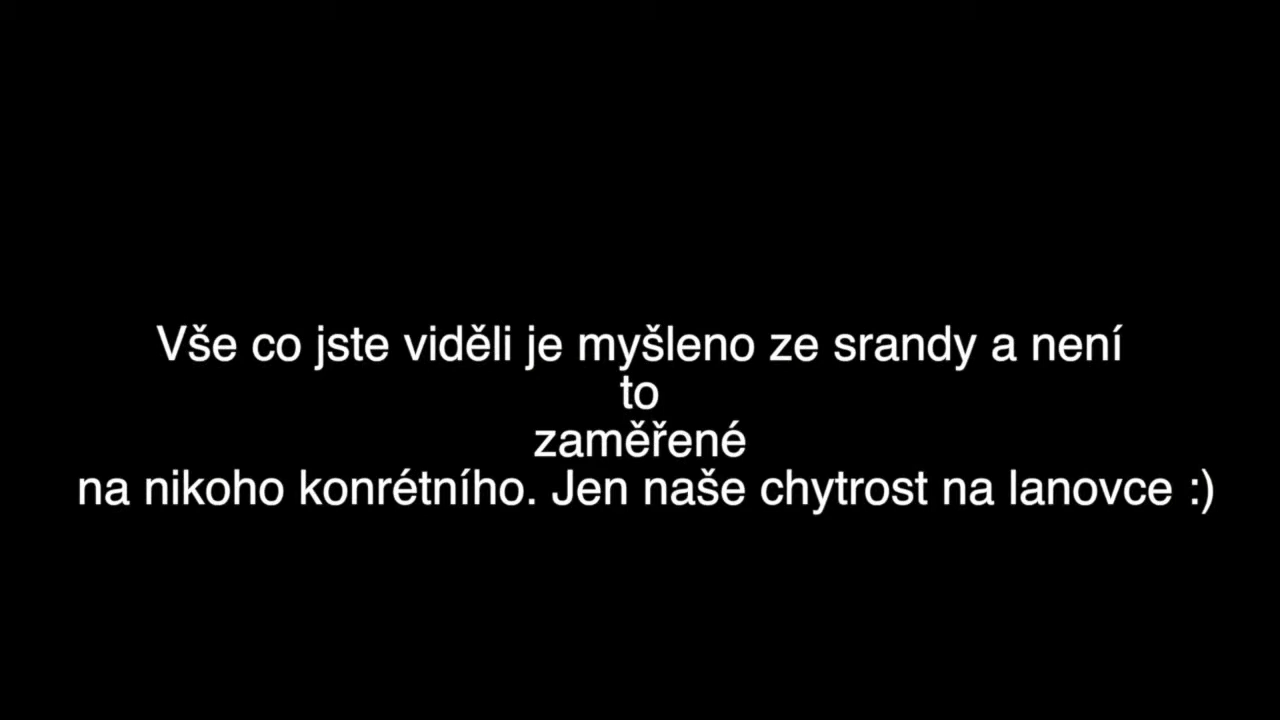 Vše co jste viděli je myšleno ze srandy a není
to
zaměřené
na nikoho konrétního. Jen naše chytrost na lanovce :)